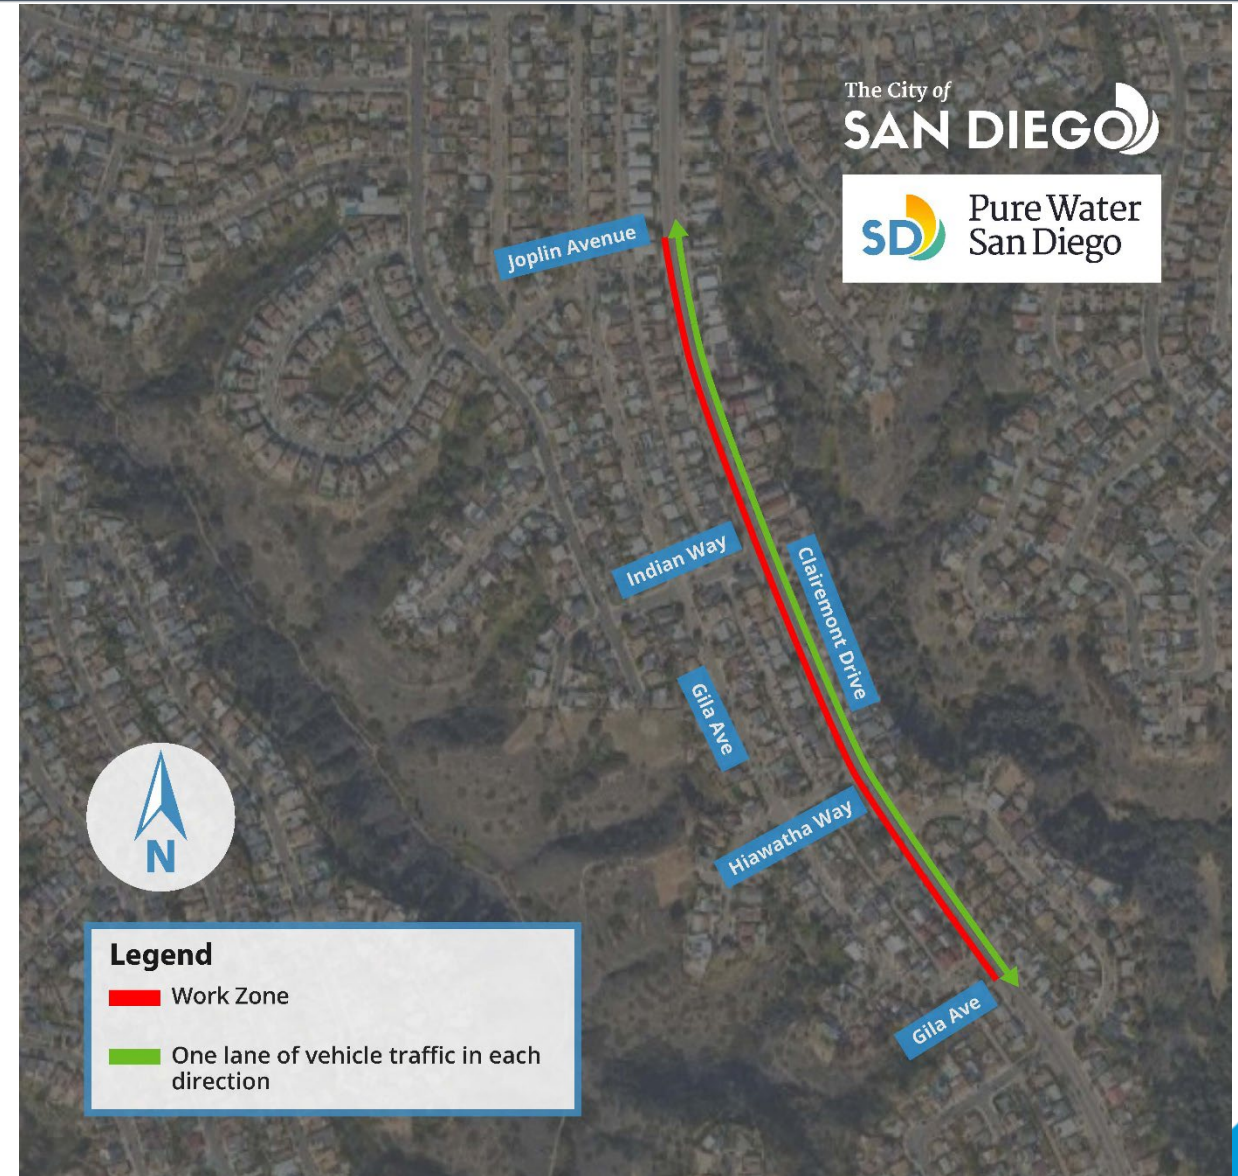 The City of
SAN DIEGO
SD
Pure Water
San Diego
Joplin Avenue
Indian Way
Clairemont Drive
Gila Ave
Hiawatha Way
Gila Ave
N
Legend
Work Zone
One lane of vehicle traffic in each
direction